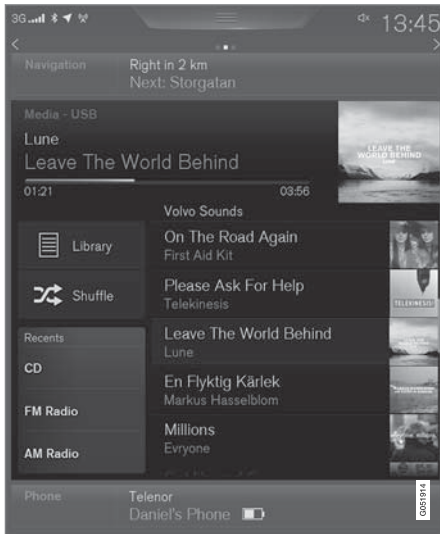 3G 13:45
Navigation
Right in 2 km
Next: Storgatan
Media - USB
Lune
Leave The World Behind
01:21 03:56
LEAVE THE
WORLD BEHIND
Volvo Sounds
Library
Shuffle
On The Road Again
First Aid Kit
Please Ask For Help
Telekinesis
TELEKINESIS!
Leave The World Behind
Lune
En Flyktig Kärlek
Markus Hasselblom
Millions
Evryone
Recents
CD
FM Radio
AM Radio
Phone
Telenor
Daniel's Phone
G051914